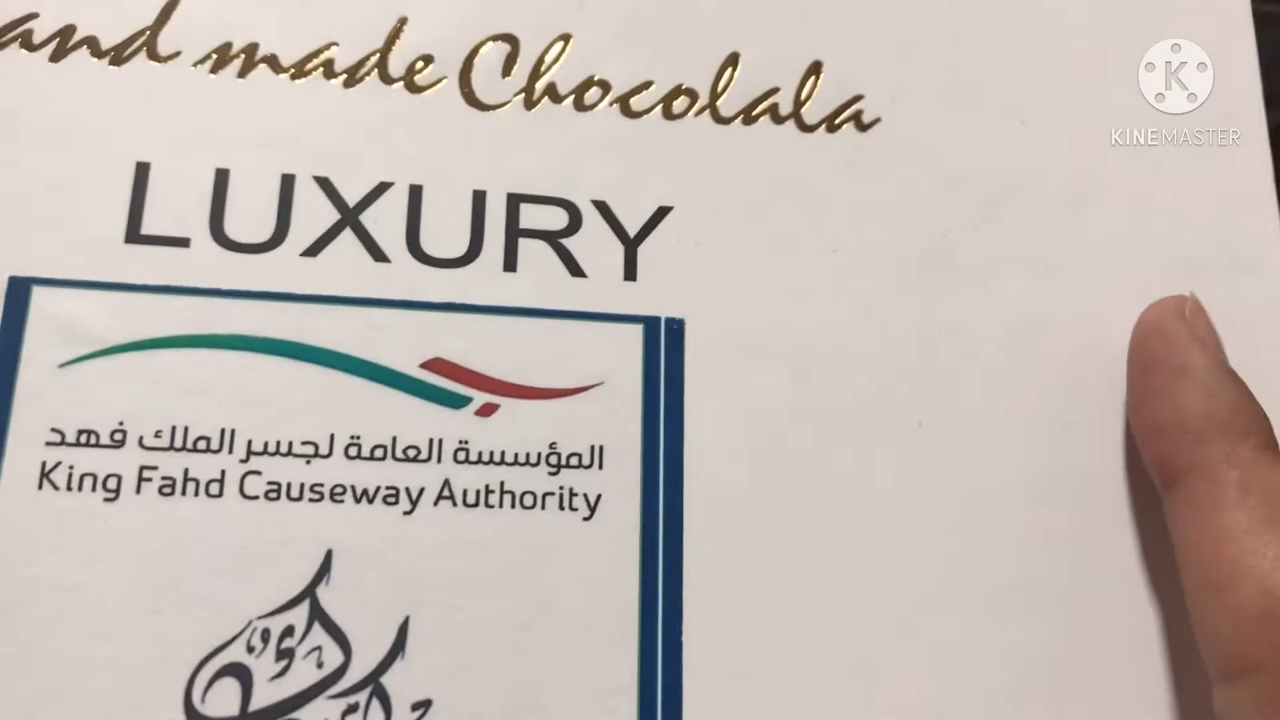 and made Chocolala
LUXURY
المؤسسة العامة لجسر الملك فهد
King Fahd Causeway Authority
K
KINEMASTER